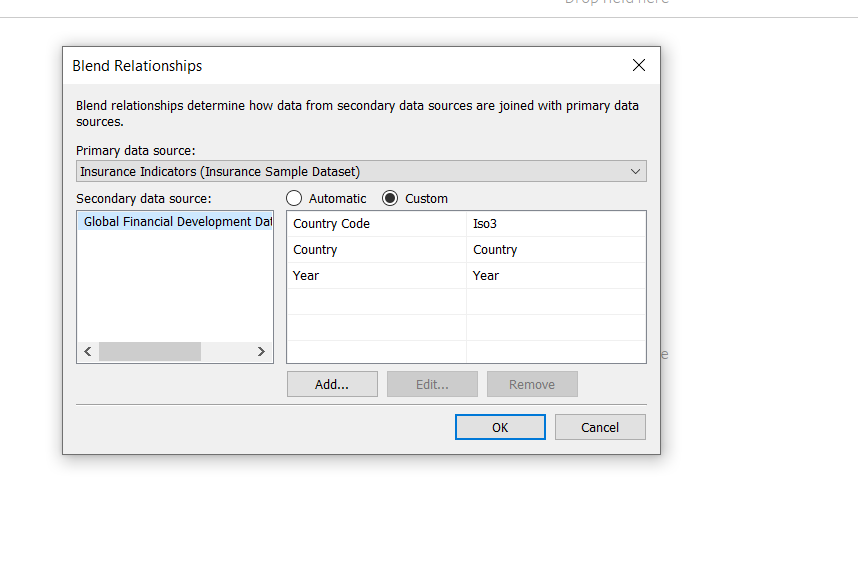 Drop field here
Blend Relationships
Blend relationships determine how data from secondary data sources are joined with primary data
sources.
Primary data source:
Insurance Indicators (Insurance Sample Dataset)
Secondary data source:
Automatic
Custom
Global Financial Development Dat
Country Code
Iso3
Country
Country
Year
Year
e
Add...
Edit...
Remove
OK
Cancel